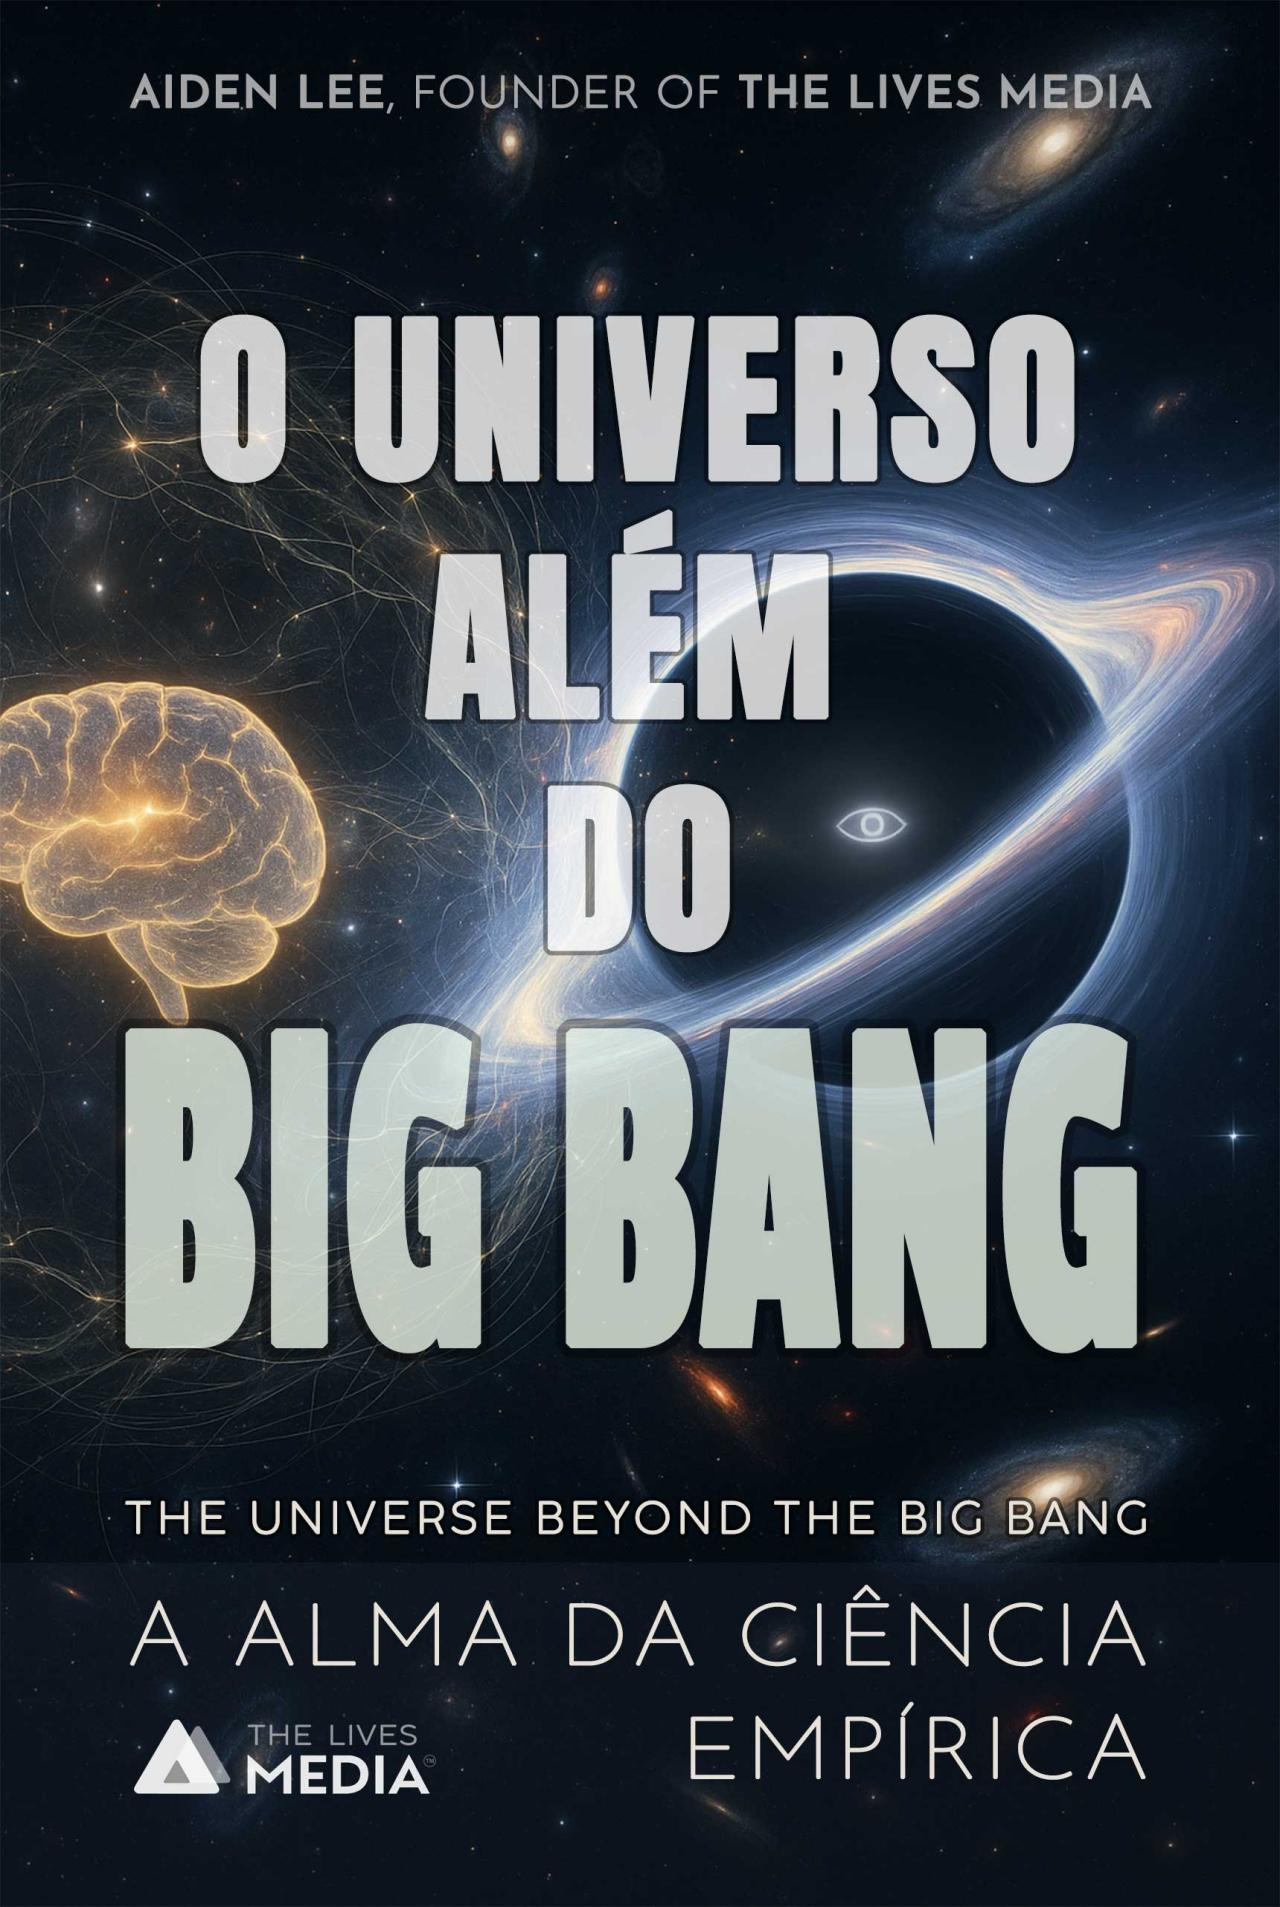 AIDEN LEE, FOUNDER OF THE LIVES MEDIA
O UNIVERSO
ALÉM
DO
BIG BANG
THE UNIVERSE BEYOND THE BIG BANG
A ALMA DA CIÊNCIA
EMPÍRICA
THE LIVES
MEDIA™